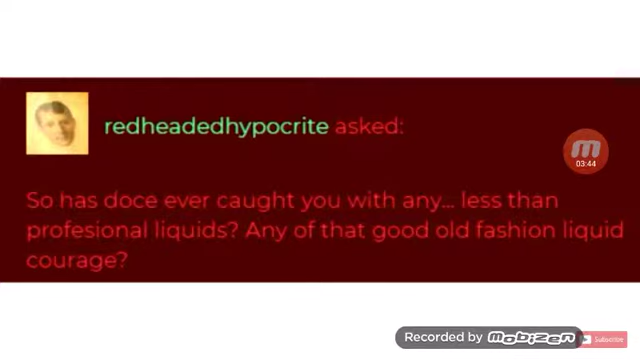 redheadedhypocrite asked:
03:44
So has doce ever caught you with any... less than
profesional liquids? Any of that good old fashion liquid
courage?
Recorded by MOBIZEN
Subscribe